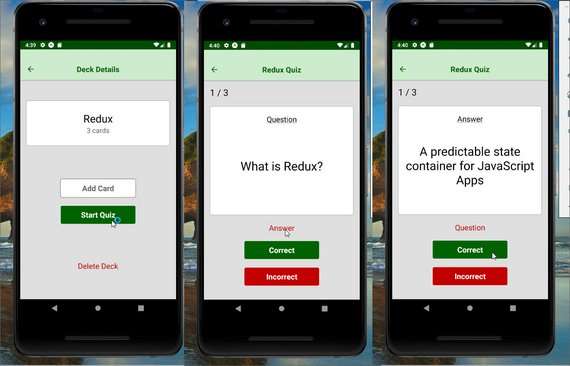 4:39
Deck Details
Redux
3 cards
Add Card
Start Quiz
Delete Deck
4:40
Redux Quiz
1 / 3
Question
What is Redux?
Answer
Correct
Incorrect
4:40
Redux Quiz
1 / 3
Answer
A predictable state
container for JavaScript
Apps
Question
Correct
Incorrect